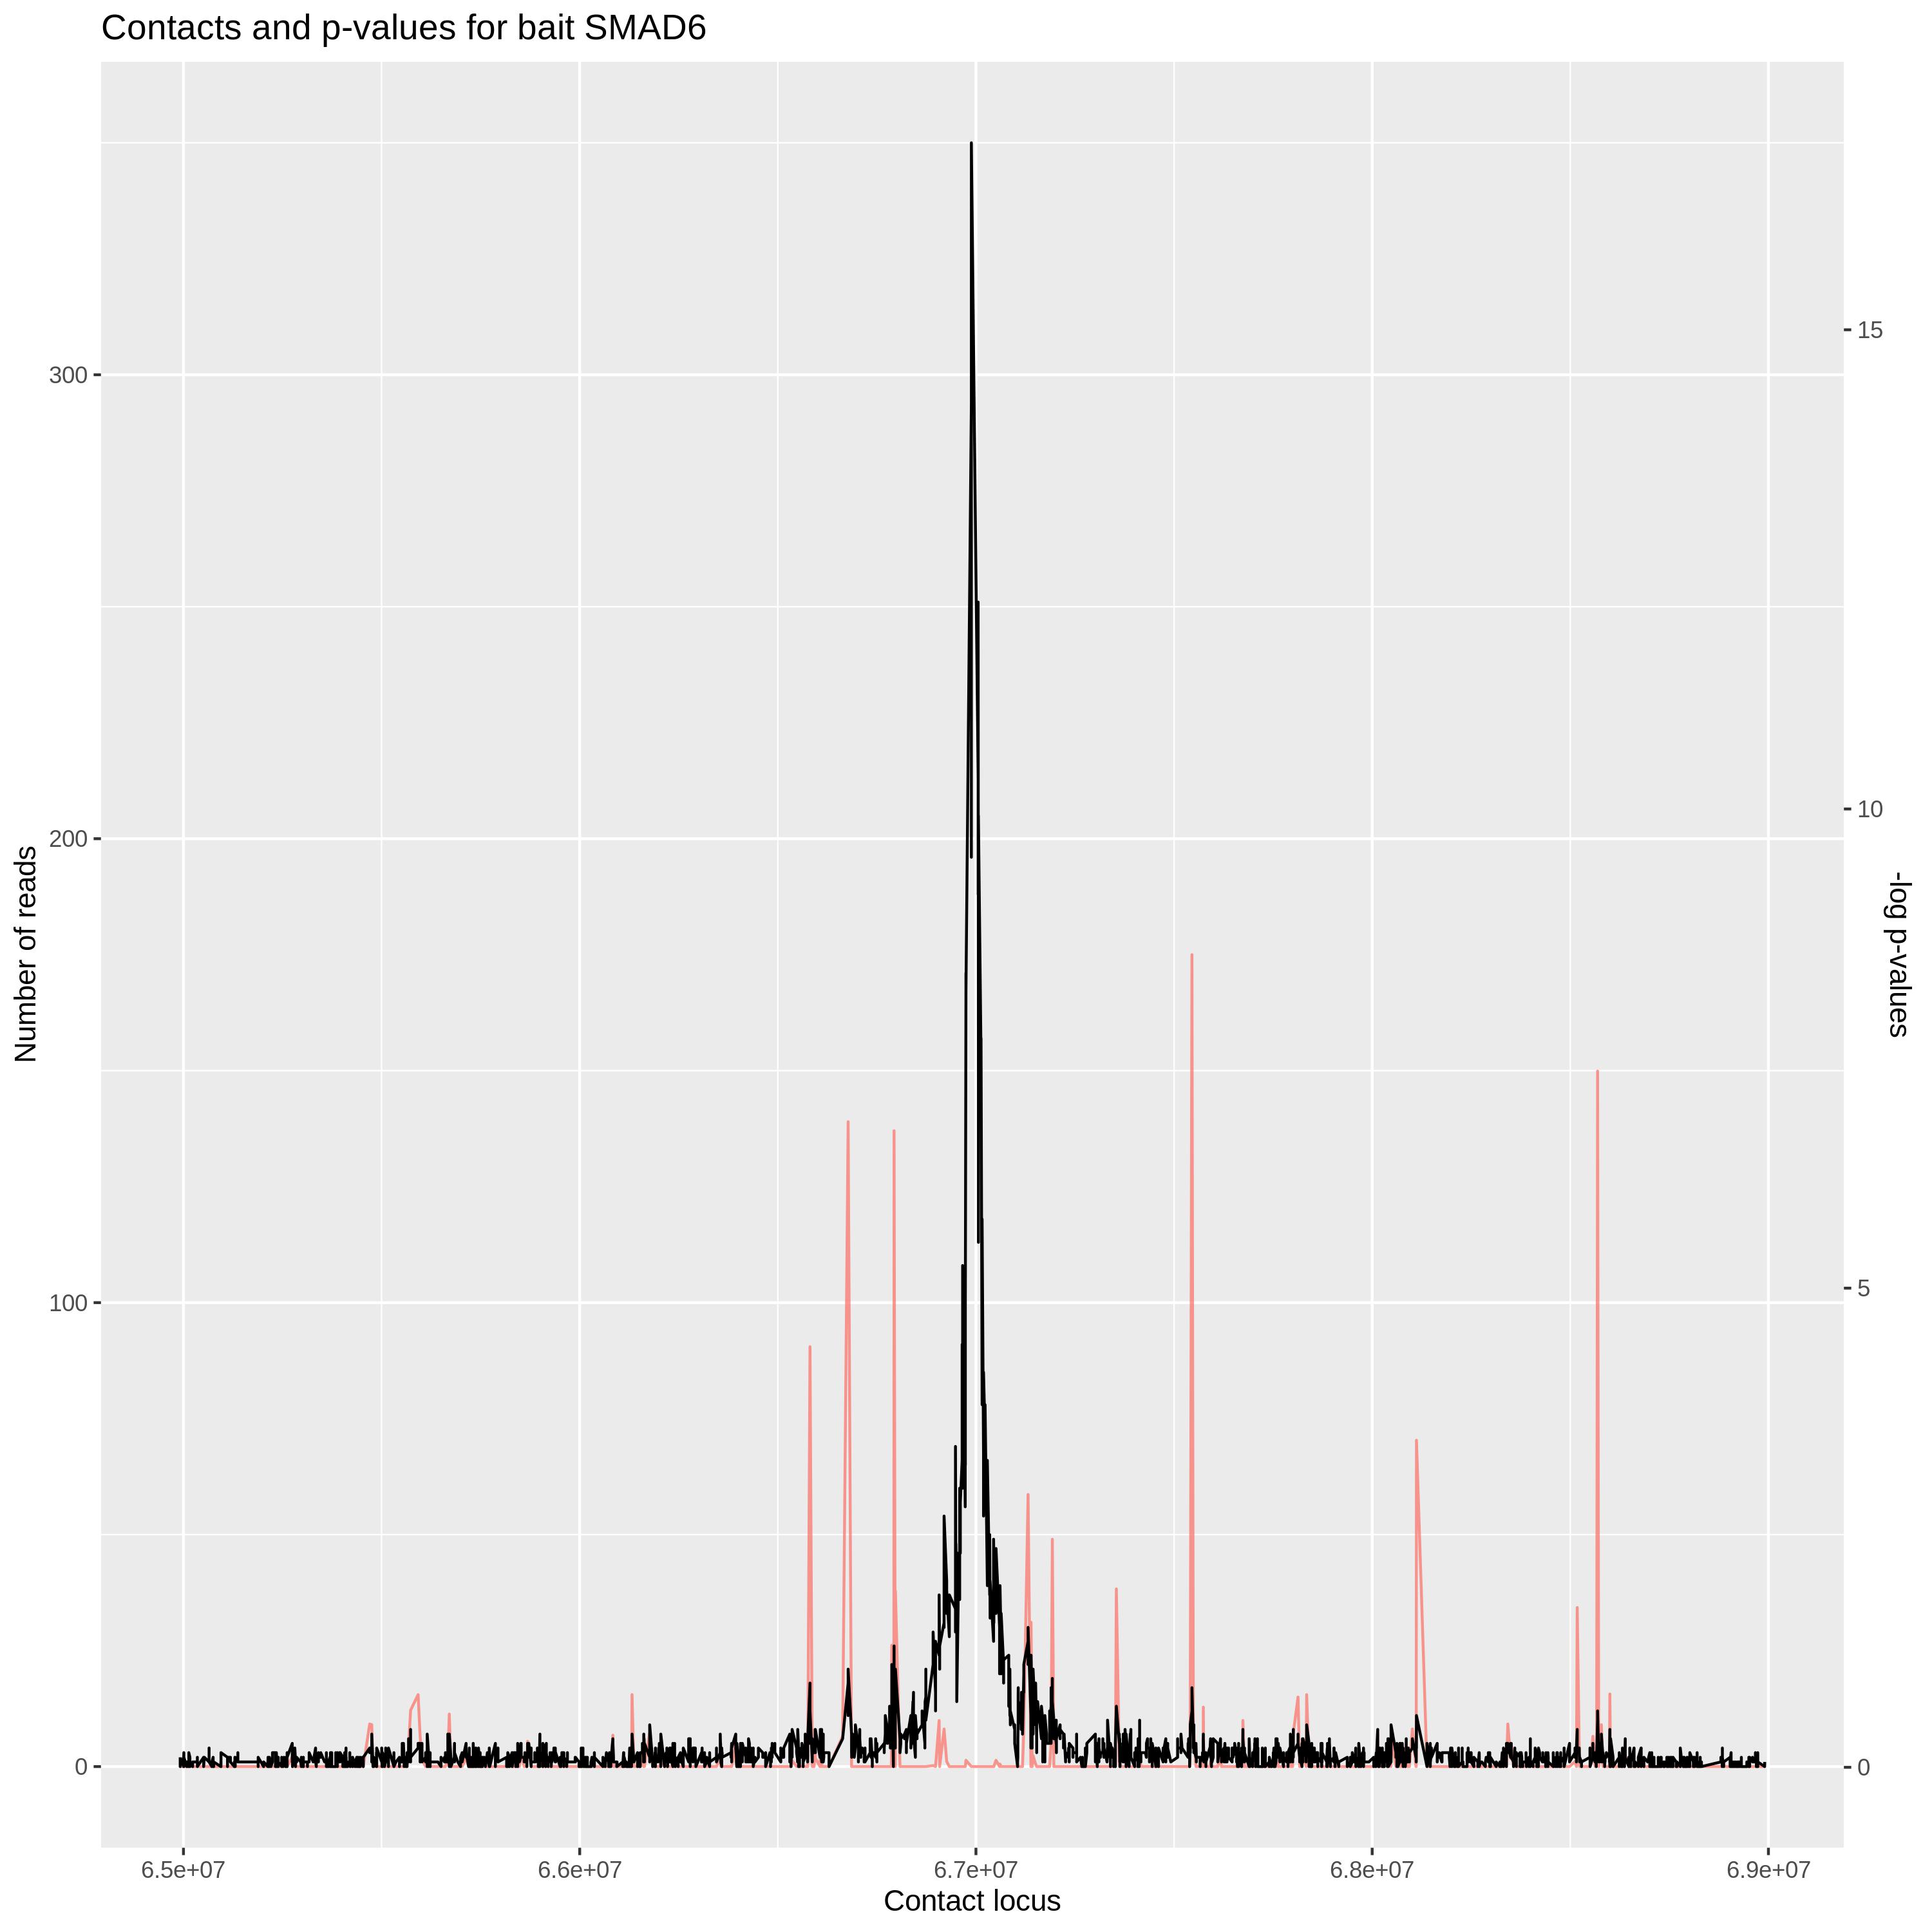 Contacts and p-values for bait SMAD6
300
200
100
0
Number of reads
15
10
5
0
-log p-values
6.5e+07 6.6e+07 6.7e+07 6.8e+07 6.9e+07
Contact locus